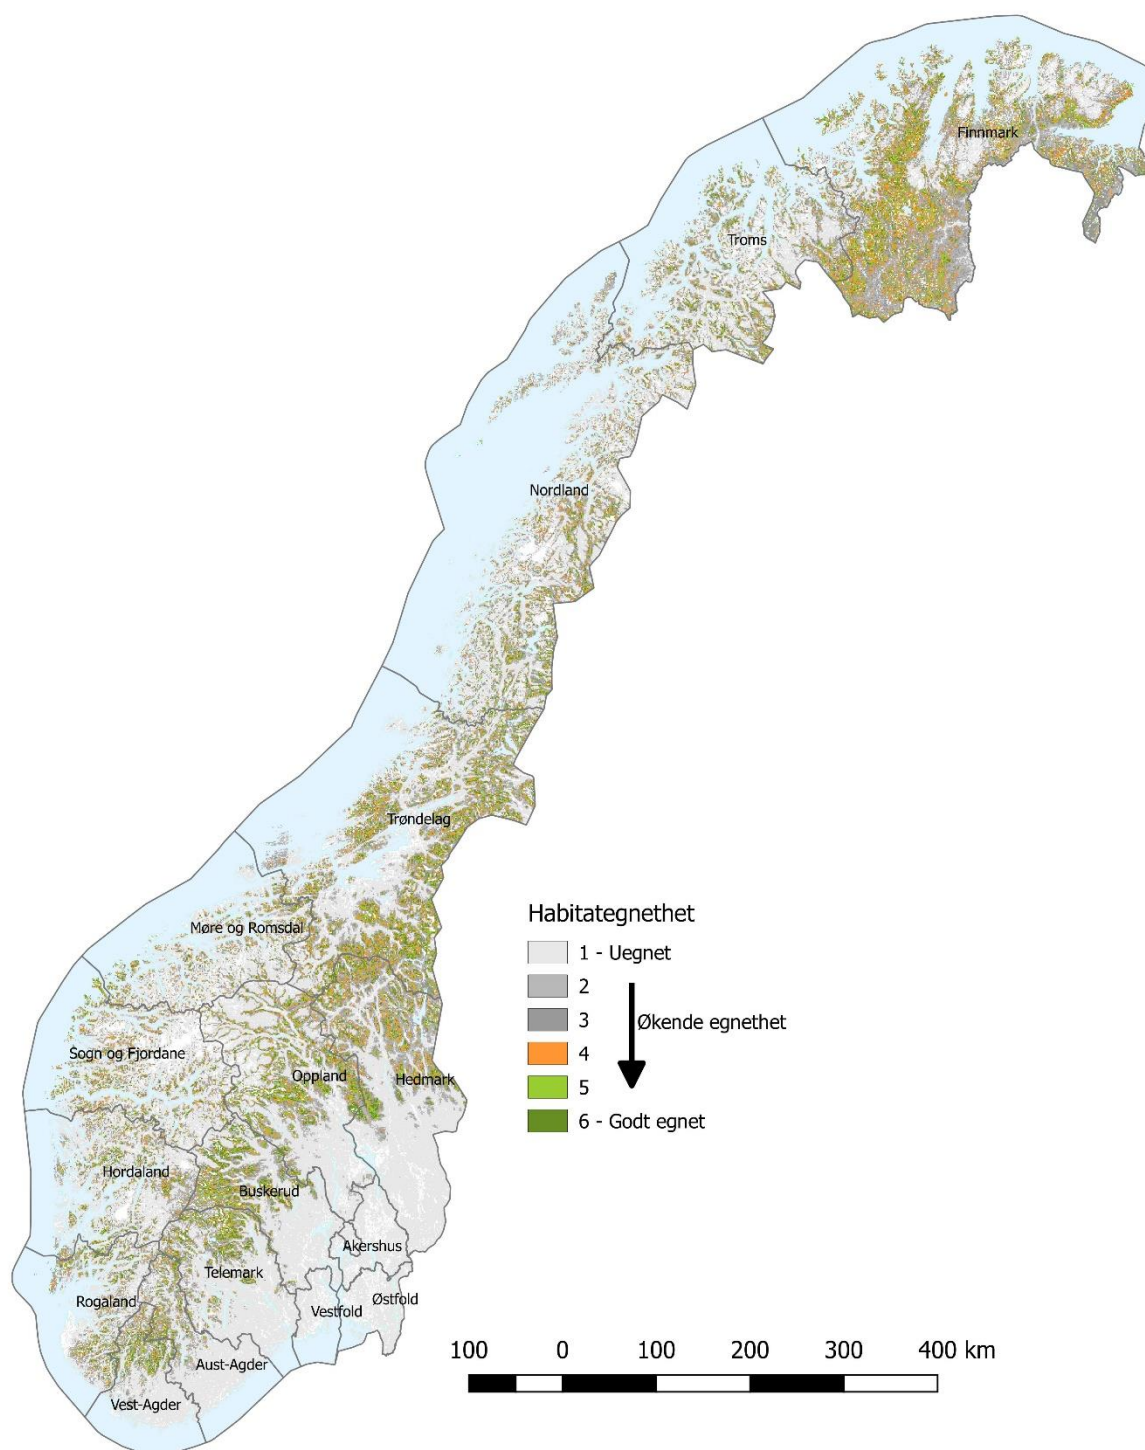 Finnmark
Troms
Nordland
Trøndelag
Møre og Romsdal
Sogn og Fjordane
Oppland
Hedmark
Hordaland
Buskerud
Akershus
Telemark
Rogaland
Vestfold
Østfold
Aust-Agder
Vest-Agder
Habitategnethet
1 - Uegnet
2
3
4
5
6 - Godt egnet
Økende egnethet
100 0 100 200 300 400 km